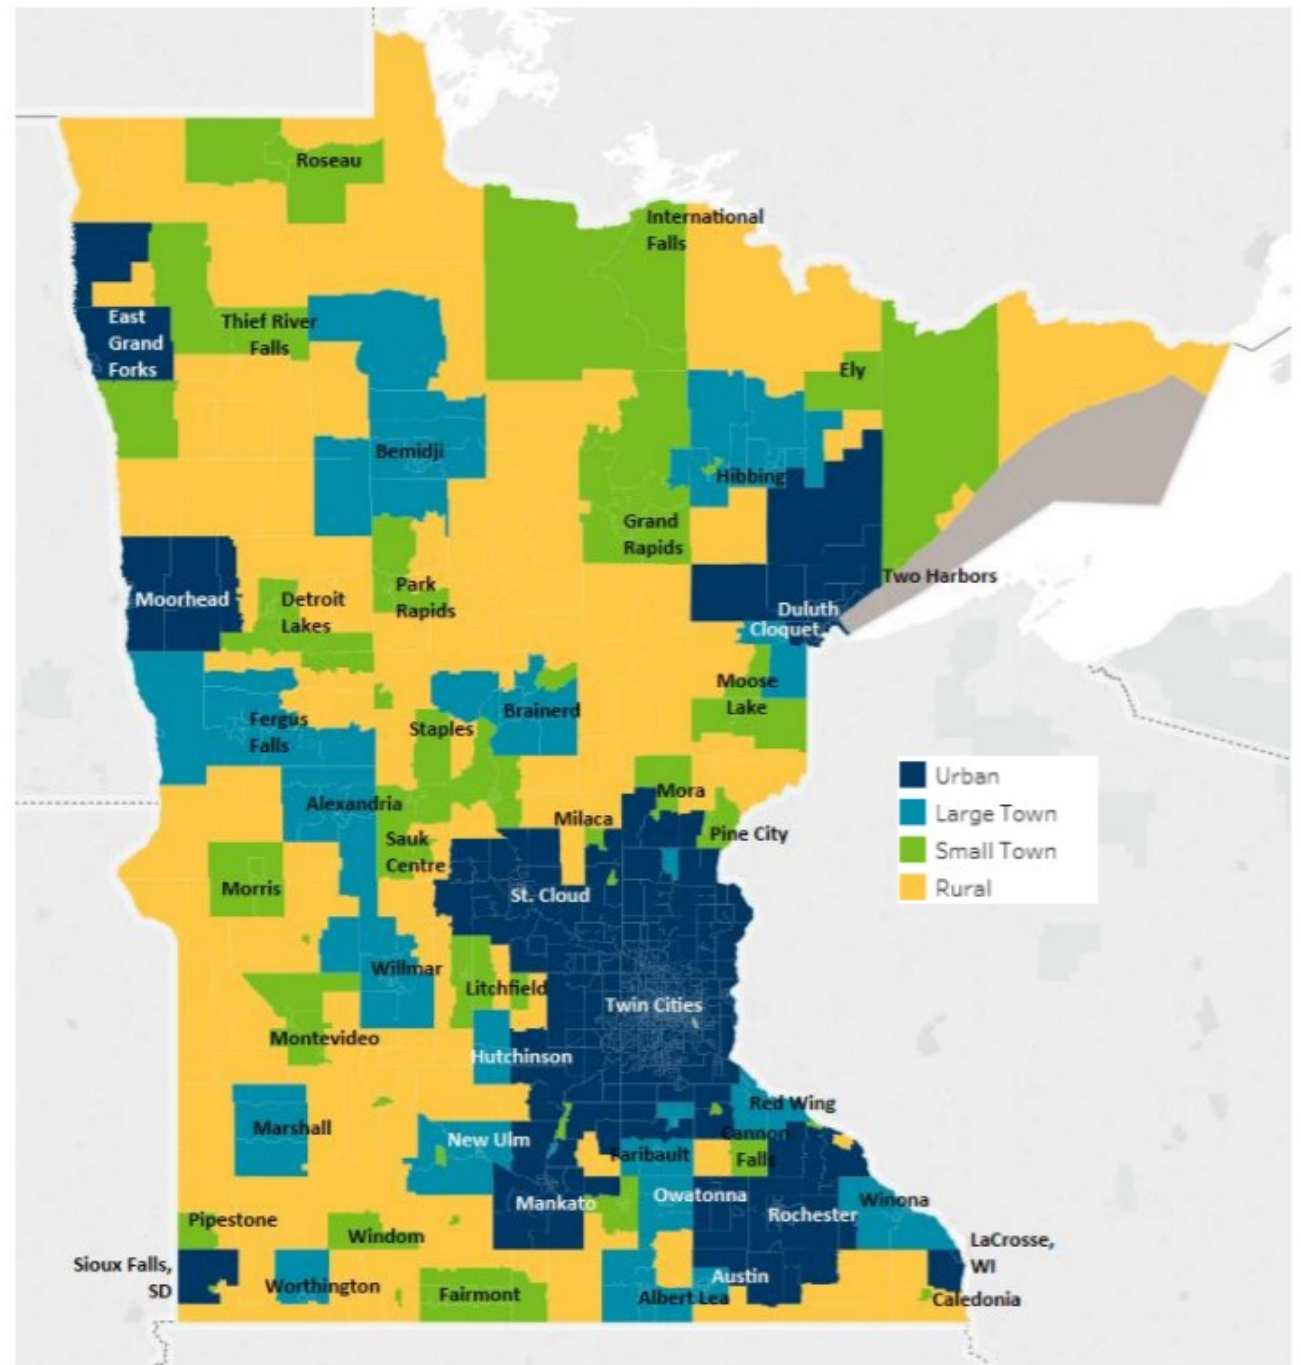 Roseau
International
Falls
East
Grand
Forks
Thief River
Falls
Ely
Bemidji
Hibbing
Grand
Rapids
Two Harbors
Park
Rapids
Moorhead
Detroit
Lakes
Duluth
Cloquet
Moose
Lake
Brainerd
Staples
Fergus
Falls
Urban
Large Town
Small Town
Rural
Mora
Alexandria
Milaca
Pine City
Sauk
Centre
Morris
St. Cloud
Willmar
Litchfield
Twin Cities
Montevideo
Hutchinson
Red Wing
Marshall
New Ulm
Cannon
Falls
Faribault
Mankato
Owatonna
Rochester
Winona
Pipestone
Windom
LaCrosse,
WI
Sioux Falls,
SD
Worthington
Fairmont
Austin
Albert Lea
Caledonia